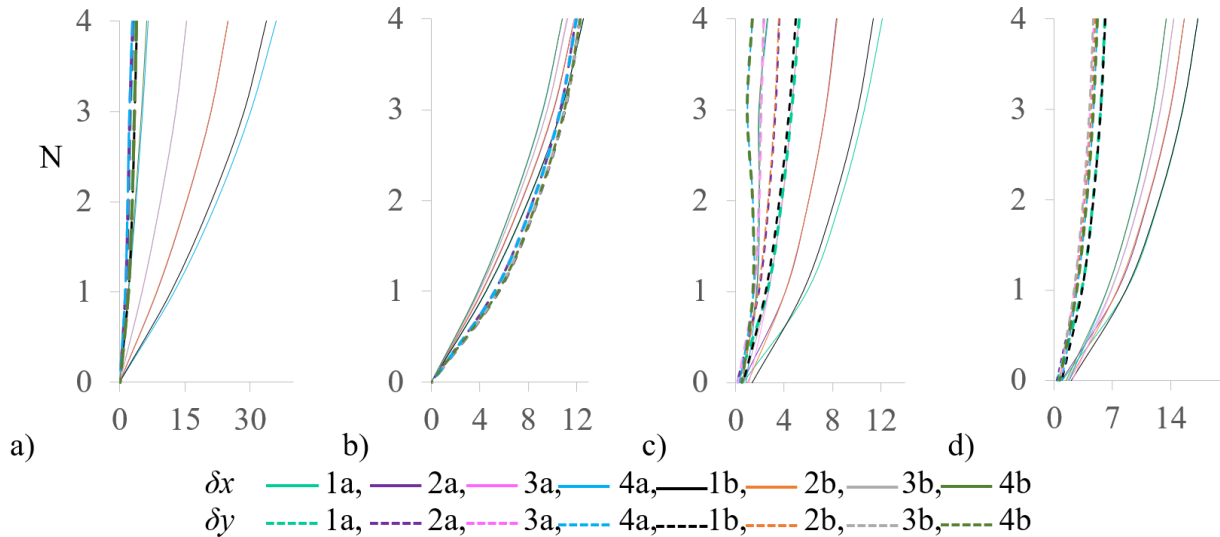 4 4 4 4
3 3 3 3
N
2 2 2 2
1 1 1 1
0 0 0 0
0 15 30 0 4 8 12 0 4 8 12 0 7 14
a) b) c) d)
δx 1a, 2a, 3a, 4a, 1b, 2b, 3b, 4b
δy 1a, 2a, 3a, 4a, 1b, 2b, 3b, 4b